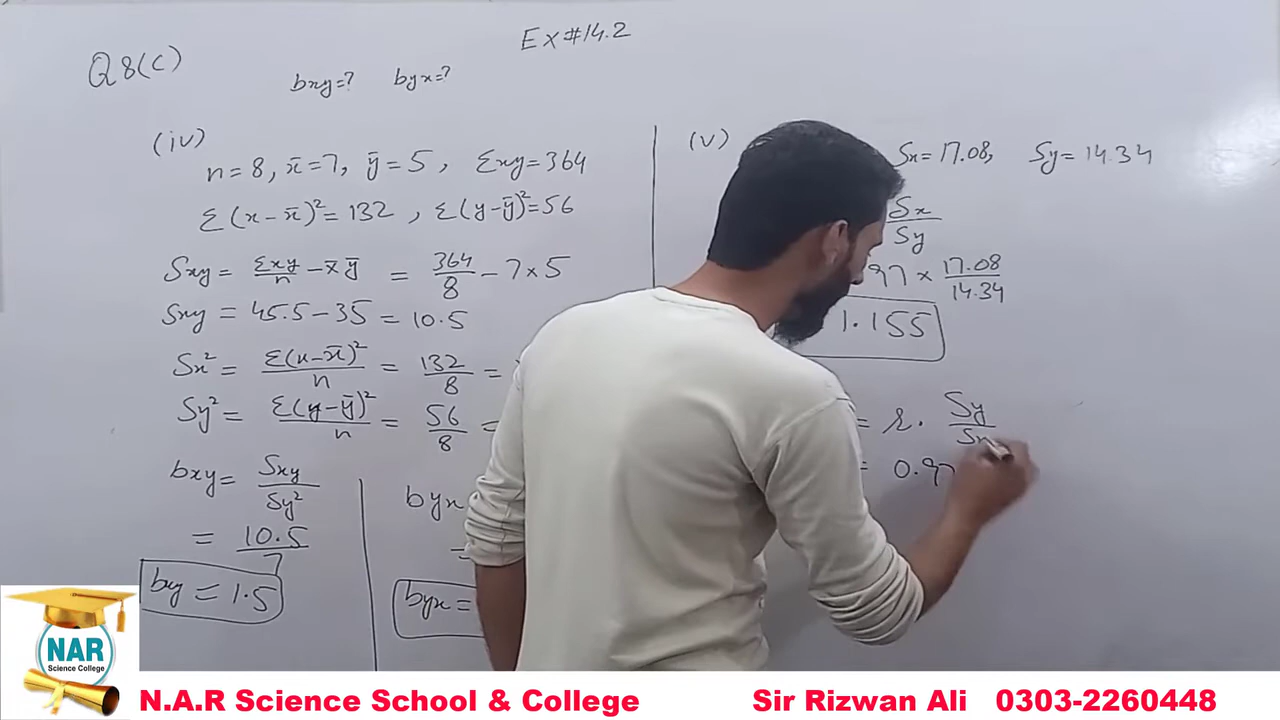 Ex#14.2
Q8(C)
bxy=? byx=?
(iv)
n=8, x̄=7, ȳ=5, Σxy=364
Σ(x-x̄)²=132, Σ(y-ȳ)²=56
Sxy = Σxy/n - x̄ȳ = 364/8 - 7×5
Sxy = 45.5-35 = 10.5
Sx² = Σ(x-x̄)²/n = 132/8 =
Sy² = Σ(y-ȳ)²/n = 56/8 =
bxy = Sxy/Sy²
= 10.5/7
bxy = 1.5
byx
=
byx =
(v)
Sx=17.08, Sy=14.34
Sx/Sy
97 × 17.08/14.34
1.155
= r. Sy/Sx
= 0.97
NAR
Science College
N.A.R Science School & College Sir Rizwan Ali 0303-2260448